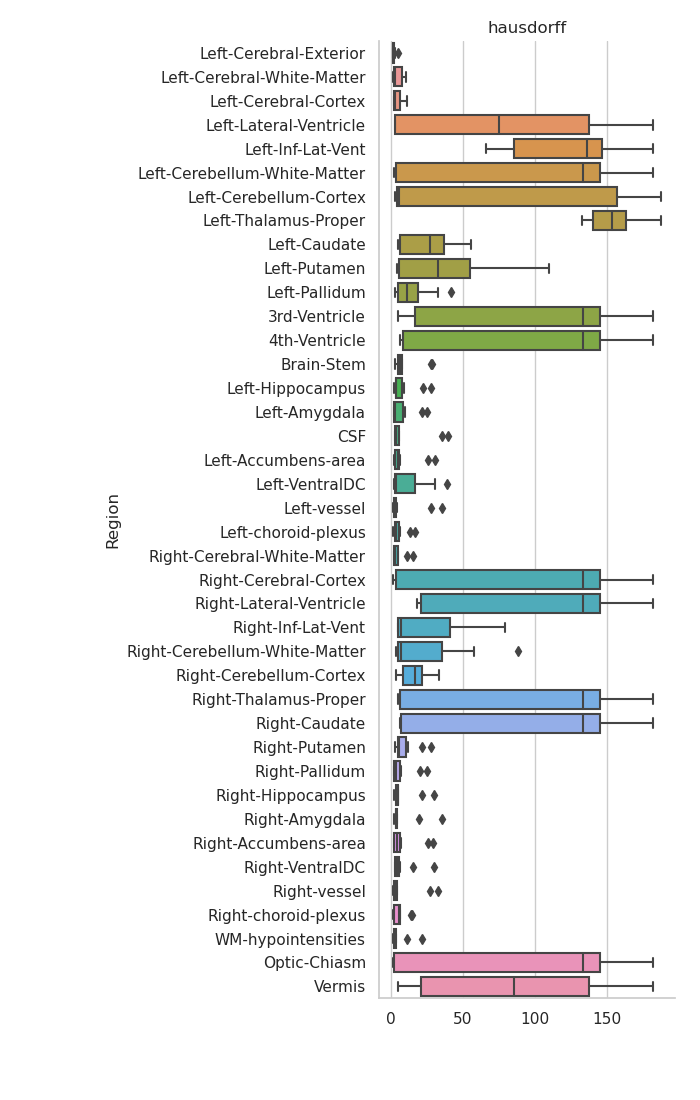 hausdorff
Left-Cerebral-Exterior
Left-Cerebral-White-Matter
Left-Cerebral-Cortex
Left-Lateral-Ventricle
Left-Inf-Lat-Vent
Left-Cerebellum-White-Matter
Left-Cerebellum-Cortex
Left-Thalamus-Proper
Left-Caudate
Left-Putamen
Left-Pallidum
3rd-Ventricle
4th-Ventricle
Brain-Stem
Left-Hippocampus
Left-Amygdala
CSF
Left-Accumbens-area
Left-VentralDC
Left-vessel
Left-choroid-plexus
Region
Right-Cerebral-White-Matter
Right-Cerebral-Cortex
Right-Lateral-Ventricle
Right-Inf-Lat-Vent
Right-Cerebellum-White-Matter
Right-Cerebellum-Cortex
Right-Thalamus-Proper
Right-Caudate
Right-Putamen
Right-Pallidum
Right-Hippocampus
Right-Amygdala
Right-Accumbens-area
Right-VentralDC
Right-vessel
Right-choroid-plexus
WM-hypointensities
Optic-Chiasm
Vermis
0 50 100 150